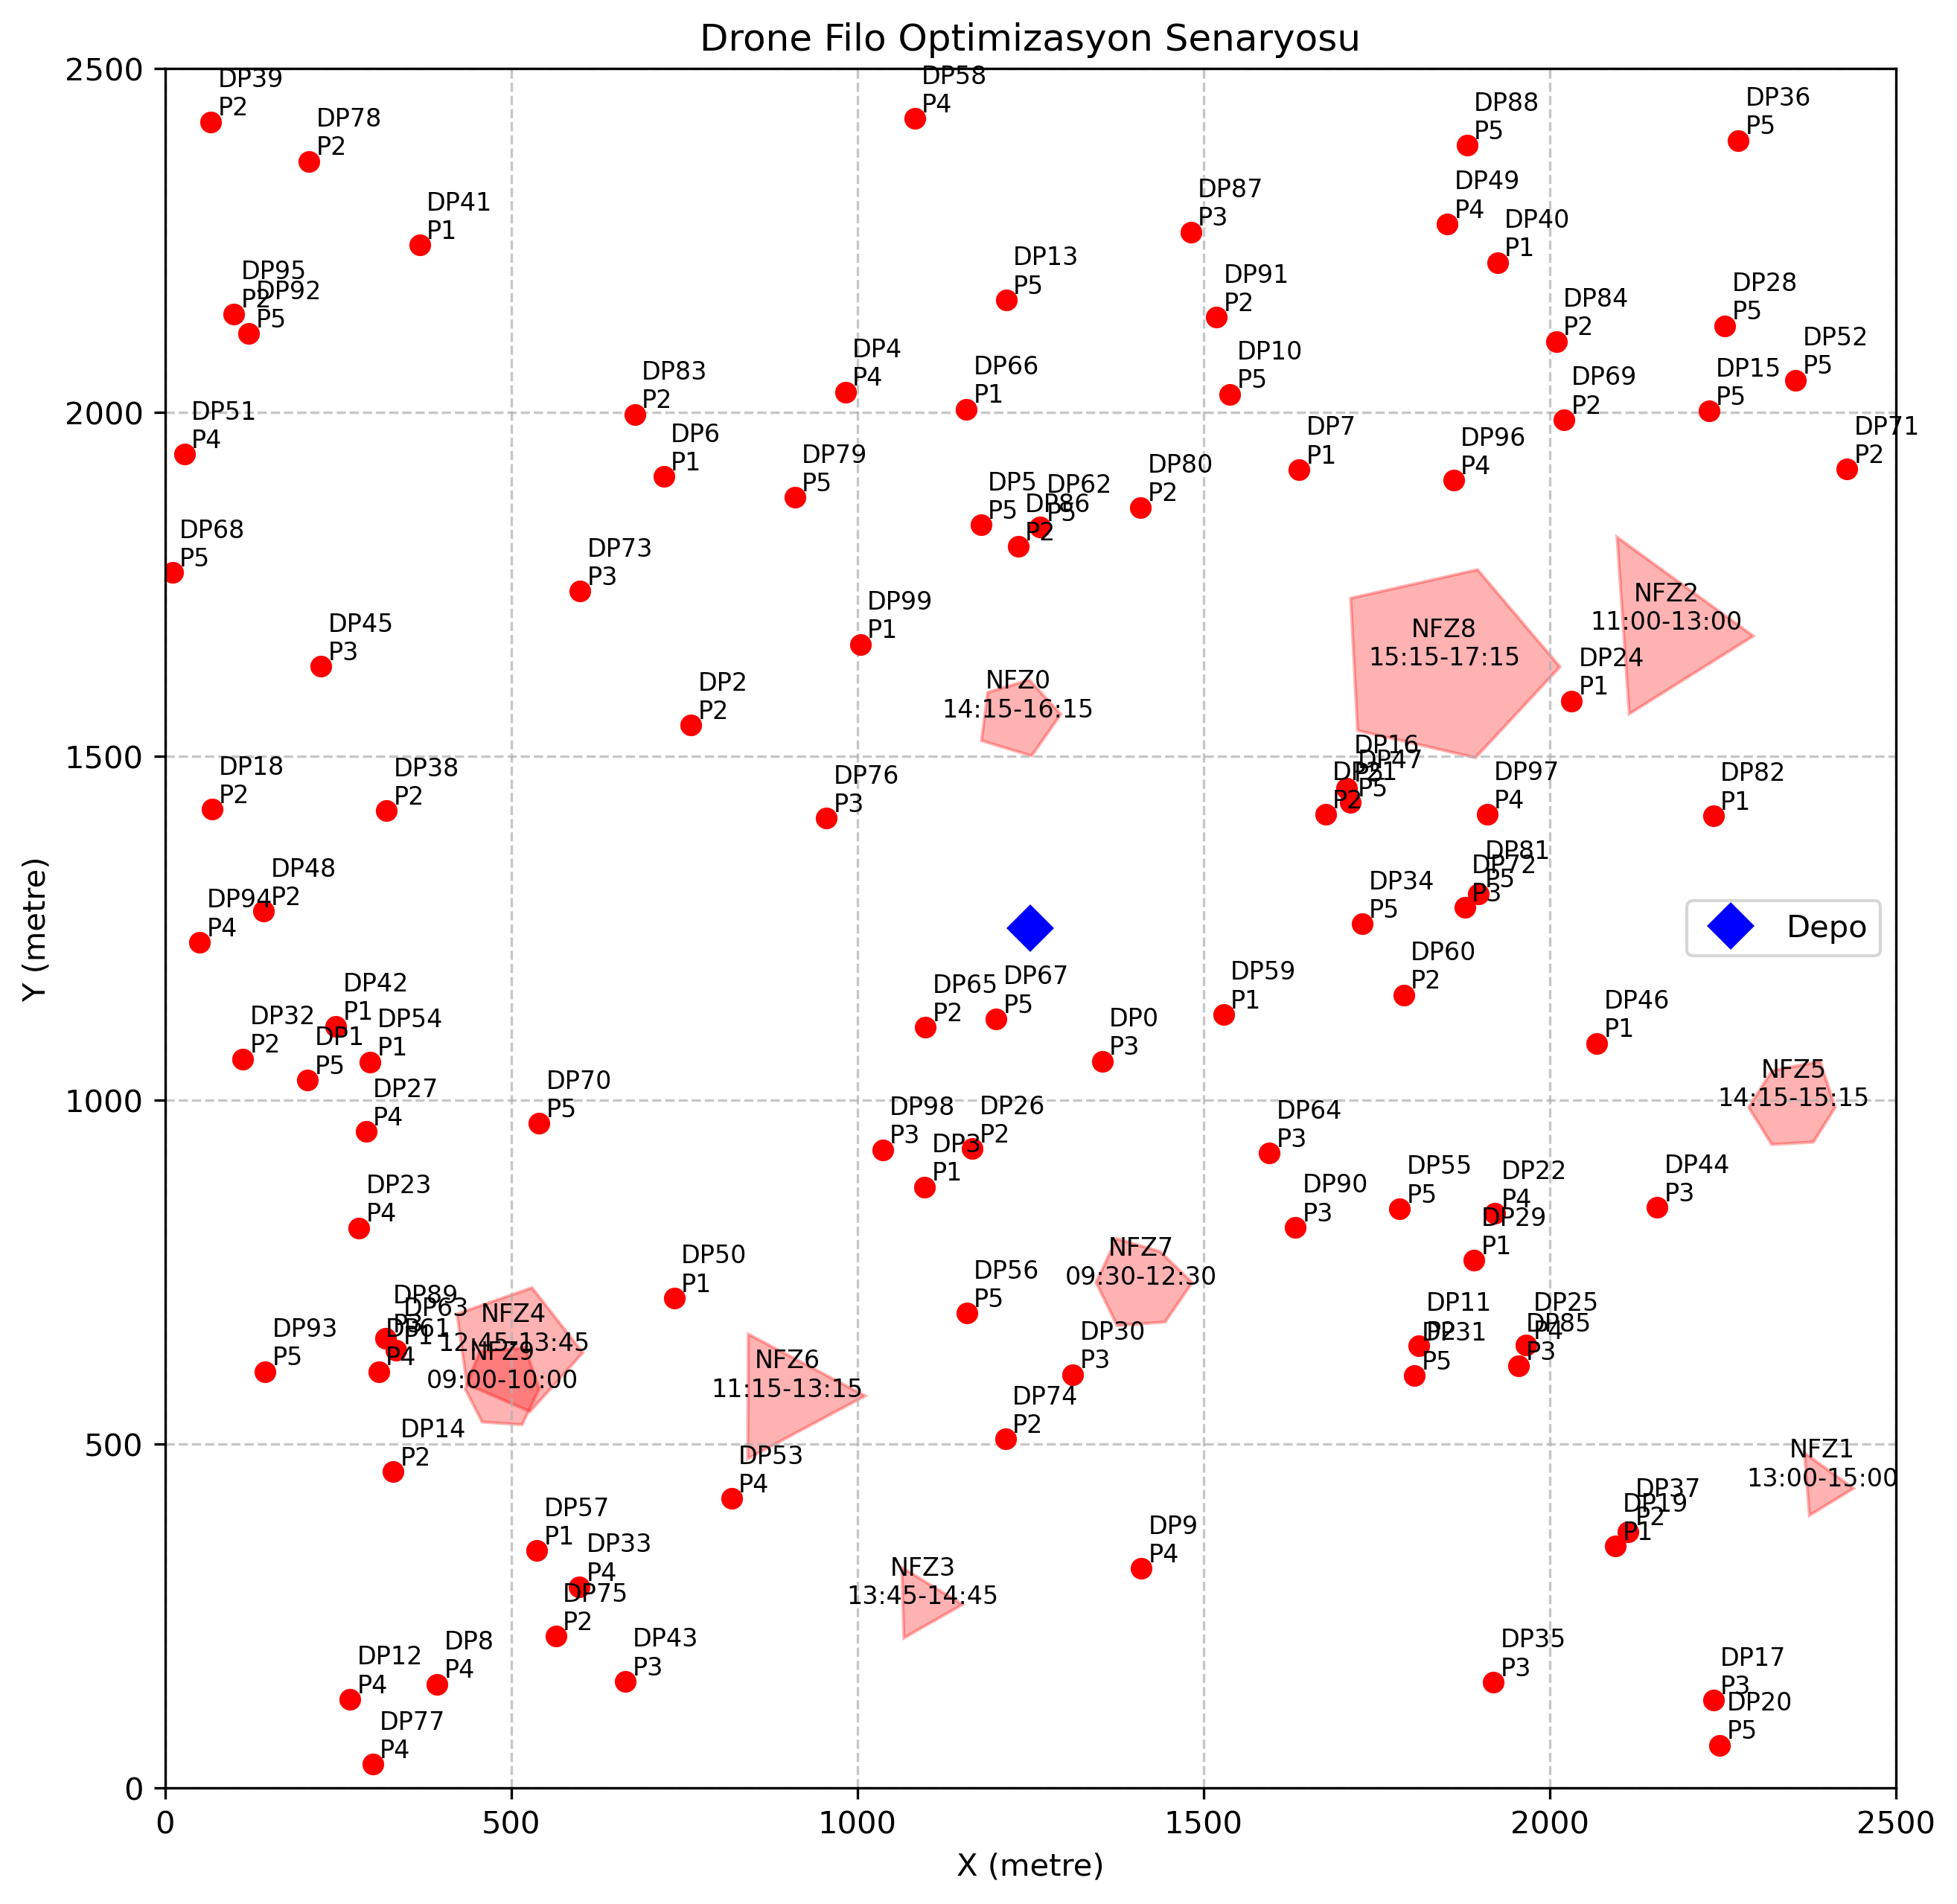 Drone Filo Optimizasyon Senaryosu
2500
2000
1500
1000
500
0
Y (metre)
DP39
P2
DP78
P2
DP58
P4
DP88
P5
DP36
P5
DP41
P1
DP87
P3
DP49
P4
DP40
P1
DP95
P2
DP92
P5
DP13
P5
DP91
P2
DP84
P2
DP28
P5
DP83
P2
DP4
P4
DP66
P1
DP10
P5
DP69
P2
DP15
P5
DP52
P5
DP51
P4
DP6
P1
DP79
P5
DP5
P5
DP86
P2
DP62
P5
DP80
P2
DP7
P1
DP96
P4
DP71
P2
DP68
P5
DP73
P3
DP99
P1
NFZ8
15:15-17:15
NFZ2
11:00-13:00
DP45
P3
DP2
P2
NFZ0
14:15-16:15
DP24
P1
DP18
P2
DP38
P2
DP76
P3
DP16
DP47
P5
DP21
P2
DP97
P4
DP82
P1
DP48
P2
DP94
P4
DP34
P5
DP81
P5
DP72
P3
Depo
DP42
P1
DP32
P2
DP1
P5
DP54
P1
DP65
P2
DP67
P5
DP0
P3
DP59
P1
DP60
P2
DP46
P1
NFZ5
14:15-15:15
DP27
P4
DP70
P5
DP98
P3
DP3
P1
DP26
P2
DP64
P3
DP23
P4
DP90
P3
DP55
P5
DP22
P4
DP29
P1
DP44
P3
DP50
P1
DP56
P5
NFZ7
09:30-12:30
DP93
P5
DP89
P3
DP63
P1
DP61
P4
NFZ4
12:45-13:45
NFZ9
09:00-10:00
NFZ6
11:15-13:15
DP30
P3
DP11
P2
DP31
P5
DP25
P4
DP85
P3
DP14
P2
DP53
P4
DP74
P2
NFZ1
13:00-15:00
DP57
P1
DP33
P4
DP75
P2
NFZ3
13:45-14:45
DP9
P4
DP37
P2
DP19
P1
DP12
P4
DP8
P4
DP43
P3
DP35
P3
DP17
P3
DP20
P5
DP77
P4
0
500
1000
1500
2000
2500
X (metre)